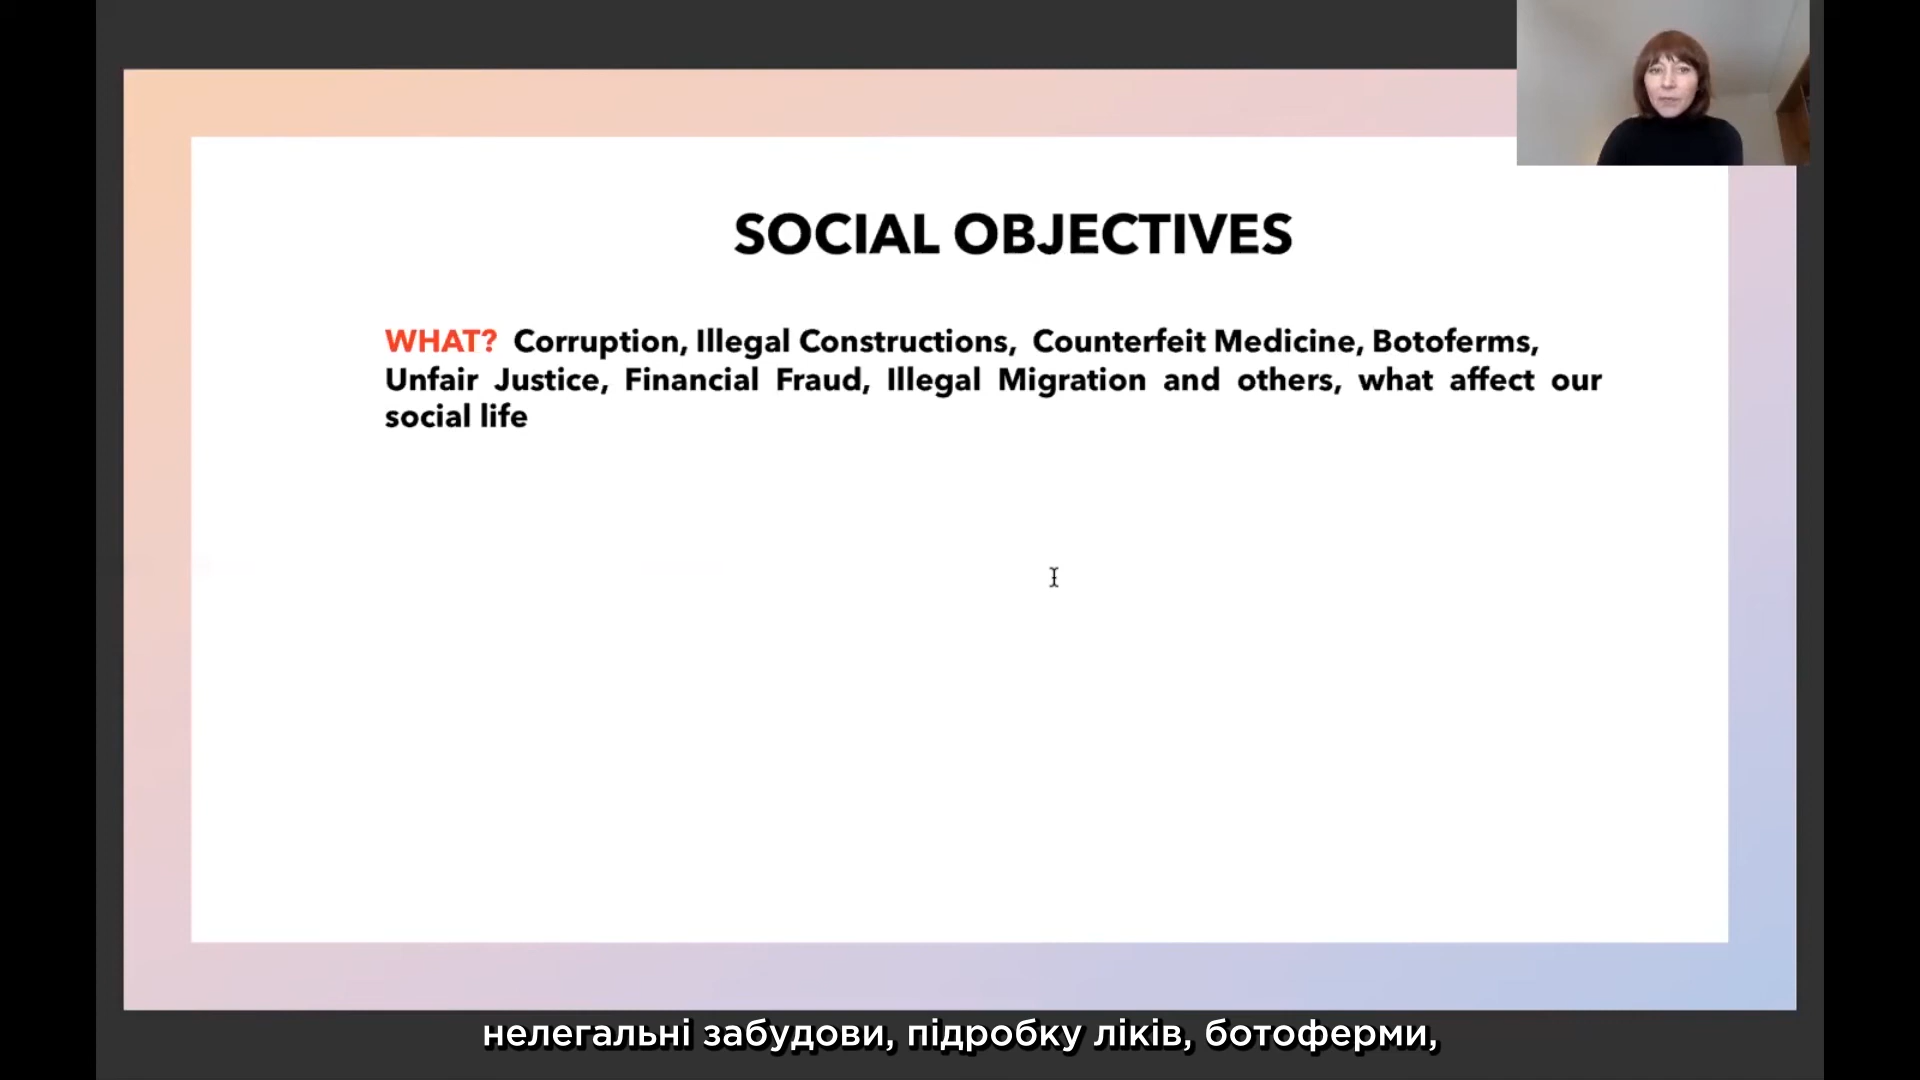 SOCIAL OBJECTIVES
WHAT? Corruption, Illegal Constructions, Counterfeit Medicine, Botoferms,
Unfair Justice, Financial Fraud, Illegal Migration and others, what affect our
social life
нелегальні забудови, підробку ліків, ботоферми,